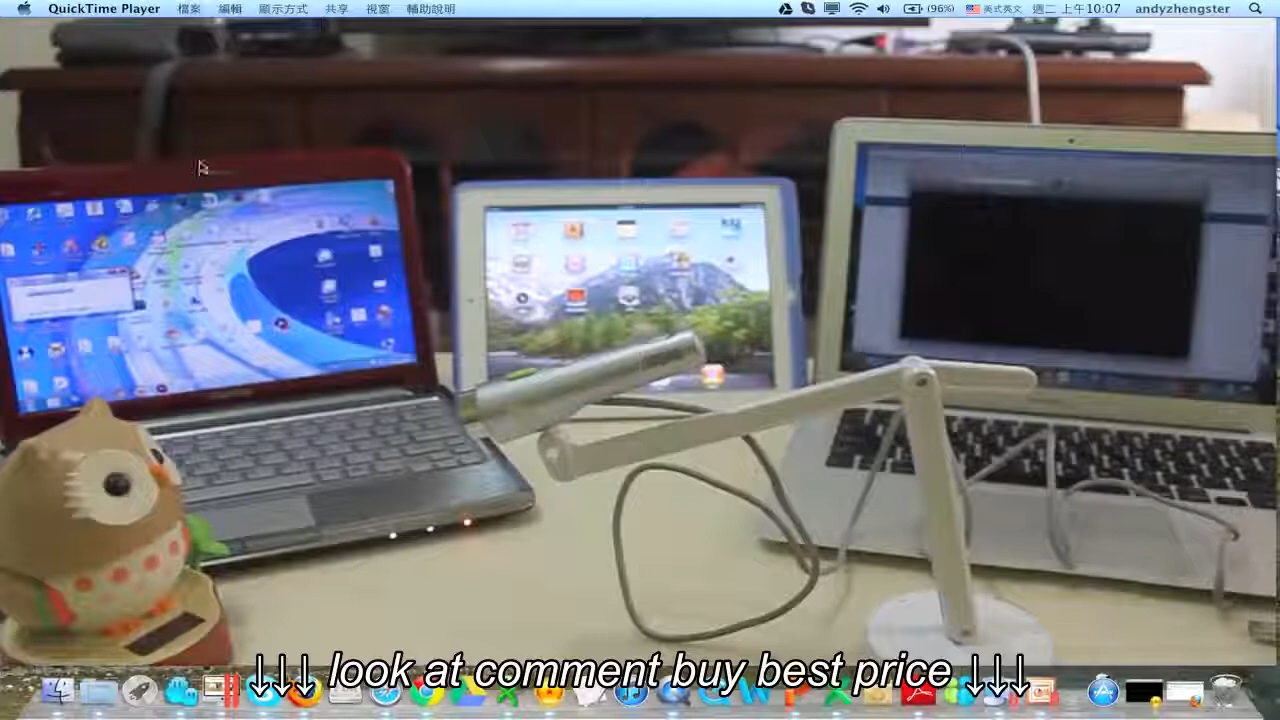 QuickTime Player 檔案 編輯 顯示方式 共享 視窗 輔助說明 (96%) 美式英文 週二 上午10:07 andyzhengster
↓↓↓ look at comment buy best price ↓↓↓